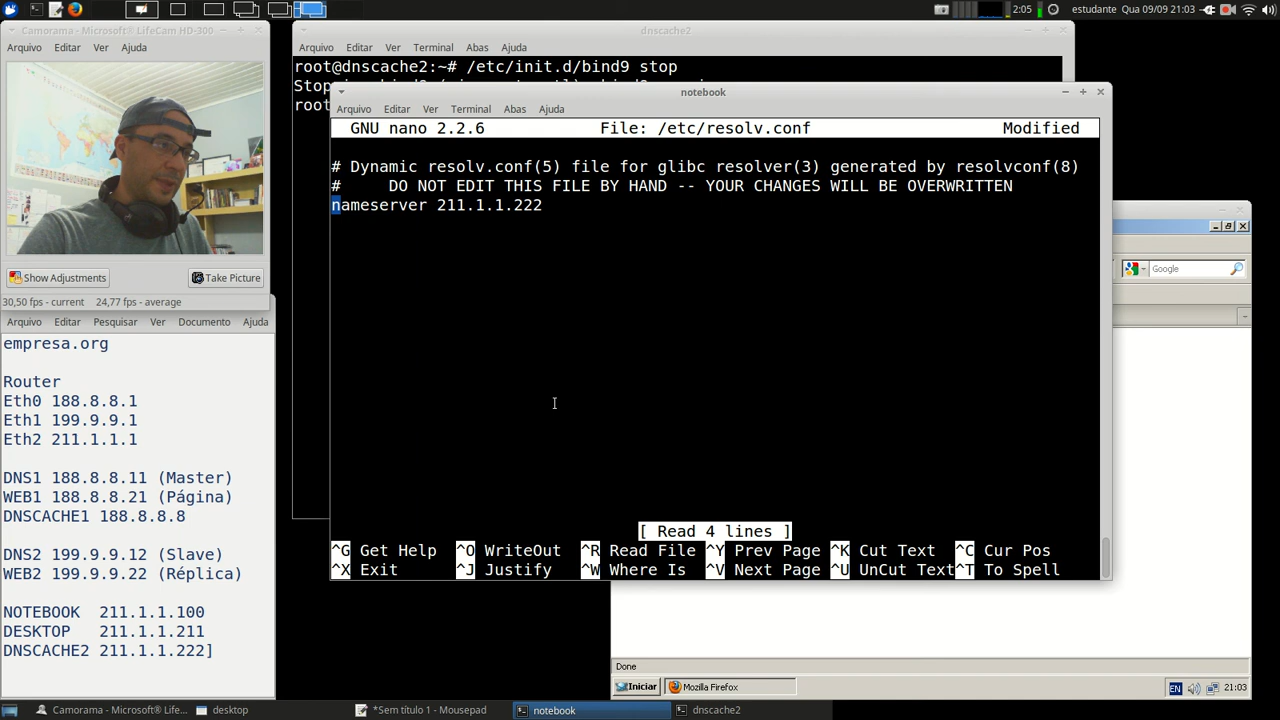 2:05
estudante Qua 09/09 21:03
Camorama - Microsoft® LifeCam HD-300
Arquivo Editar Ver Ajuda
Show Adjustments
Take Picture
30,50 fps - current 24,77 fps - average
Arquivo Editar Pesquisar Ver Documento Ajuda
empresa.org
Router
Eth0 188.8.8.1
Eth1 199.9.9.1
Eth2 211.1.1.1
DNS1 188.8.8.11 (Master)
WEB1 188.8.8.21 (Página)
DNSCACHE1 188.8.8.8
DNS2 199.9.9.12 (Slave)
WEB2 199.9.9.22 (Réplica)
NOTEBOOK 211.1.1.100
DESKTOP 211.1.1.211
DNSCACHE2 211.1.1.222]
dnscache2
Arquivo Editar Ver Terminal Abas Ajuda
root@dnscache2:~# /etc/init.d/bind9 stop
root
notebook
Arquivo Editar Ver Terminal Abas Ajuda
GNU nano 2.2.6 File: /etc/resolv.conf Modified
# Dynamic resolv.conf(5) file for glibc resolver(3) generated by resolvconf(8)
# DO NOT EDIT THIS FILE BY HAND -- YOUR CHANGES WILL BE OVERWRITTEN
nameserver 211.1.1.222
[ Read 4 lines ]
^G Get Help ^O WriteOut ^R Read File ^Y Prev Page ^K Cut Text ^C Cur Pos
^X Exit ^J Justify ^W Where Is ^V Next Page ^U UnCut Text ^T To Spell
Google
Done
Iniciar
Mozilla Firefox
EN
21:03
Camorama - Microsoft® Life...
desktop
*Sem título 1 - Mousepad
notebook
dnscache2